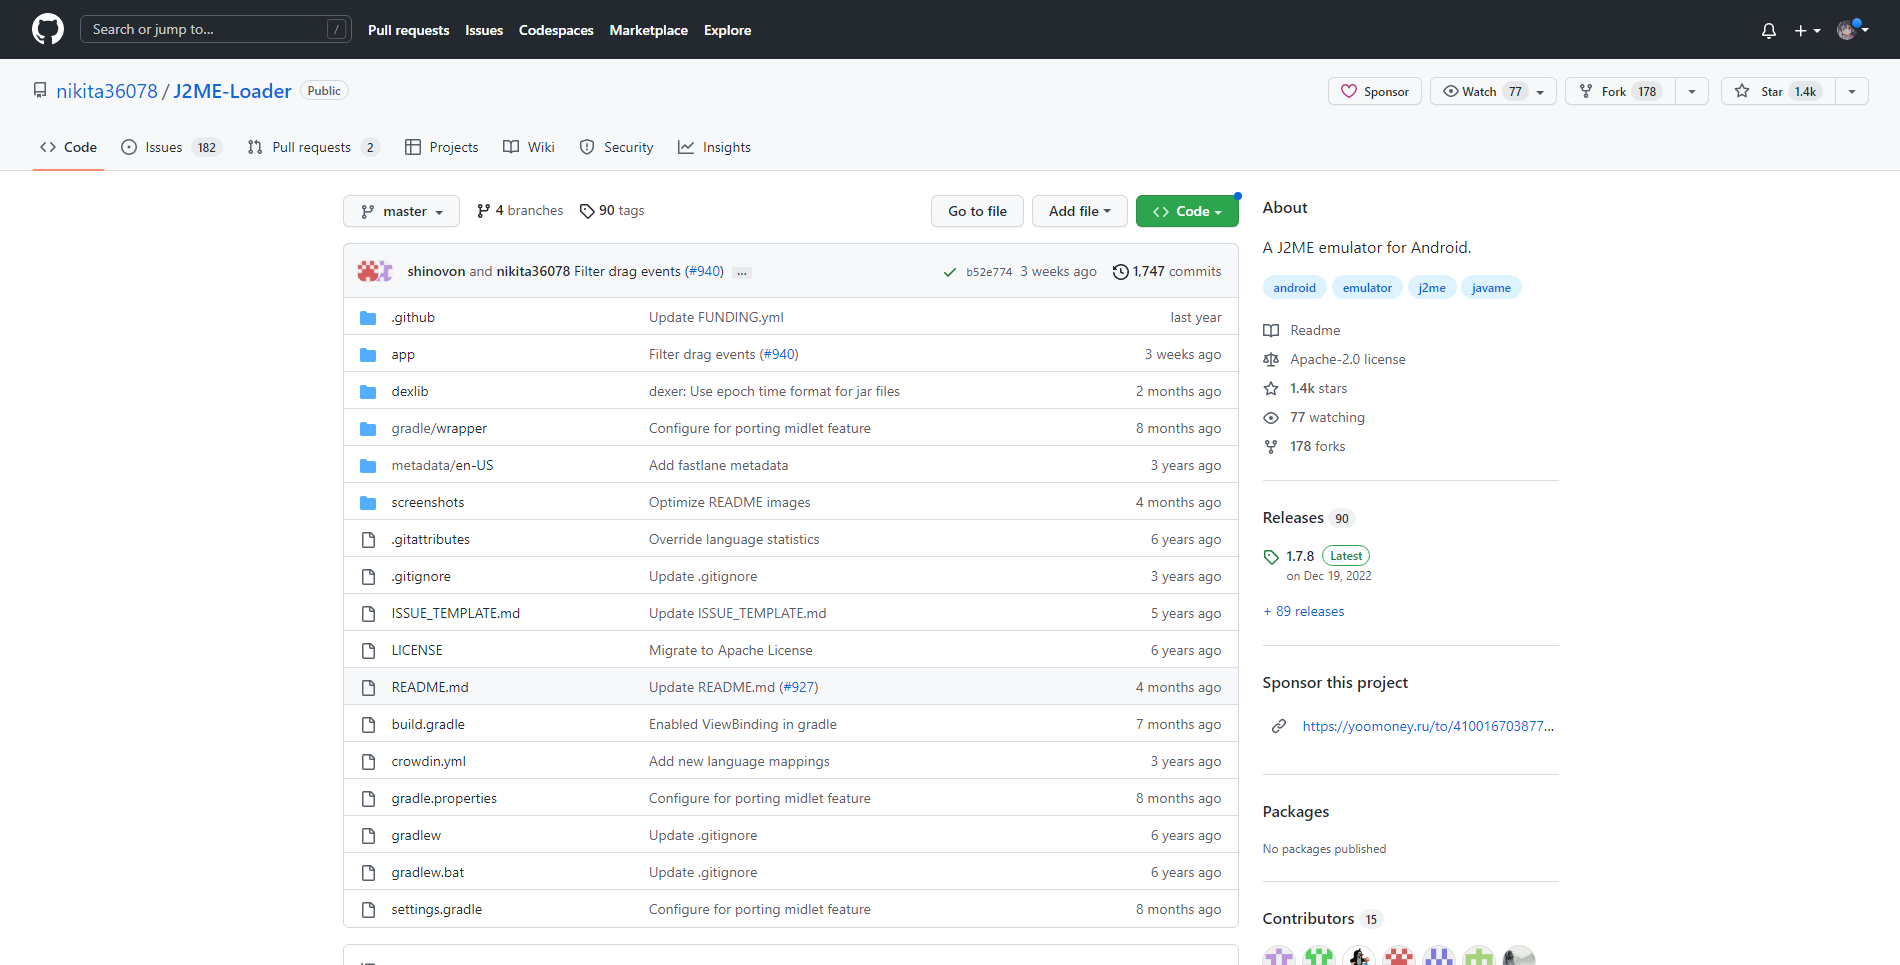 Search or jump to... /
Pull requests Issues Codespaces Marketplace Explore
nikita36078 / J2ME-Loader Public
Sponsor Watch 77 Fork 178 Star 1.4k
Code Issues 182 Pull requests 2 Projects Wiki Security Insights
master 4 branches 90 tags Go to file Add file Code
shinovon and nikita36078 Filter drag events (#940) ... b52e774 3 weeks ago 1,747 commits
.github Update FUNDING.yml last year
app Filter drag events (#940) 3 weeks ago
dexlib dexer: Use epoch time format for jar files 2 months ago
gradle/wrapper Configure for porting midlet feature 8 months ago
metadata/en-US Add fastlane metadata 3 years ago
screenshots Optimize README images 4 months ago
.gitattributes Override language statistics 6 years ago
.gitignore Update .gitignore 3 years ago
ISSUE_TEMPLATE.md Update ISSUE_TEMPLATE.md 5 years ago
LICENSE Migrate to Apache License 6 years ago
README.md Update README.md (#927) 4 months ago
build.gradle Enabled ViewBinding in gradle 7 months ago
crowdin.yml Add new language mappings 3 years ago
gradle.properties Configure for porting midlet feature 8 months ago
gradlew Update .gitignore 6 years ago
gradlew.bat Update .gitignore 6 years ago
settings.gradle Configure for porting midlet feature 8 months ago
About
A J2ME emulator for Android.
android emulator j2me javame
Readme
Apache-2.0 license
1.4k stars
77 watching
178 forks
Releases 90
1.7.8 Latest
on Dec 19, 2022
+ 89 releases
Sponsor this project
https://yoomoney.ru/to/410016703877...
Packages
No packages published
Contributors 15